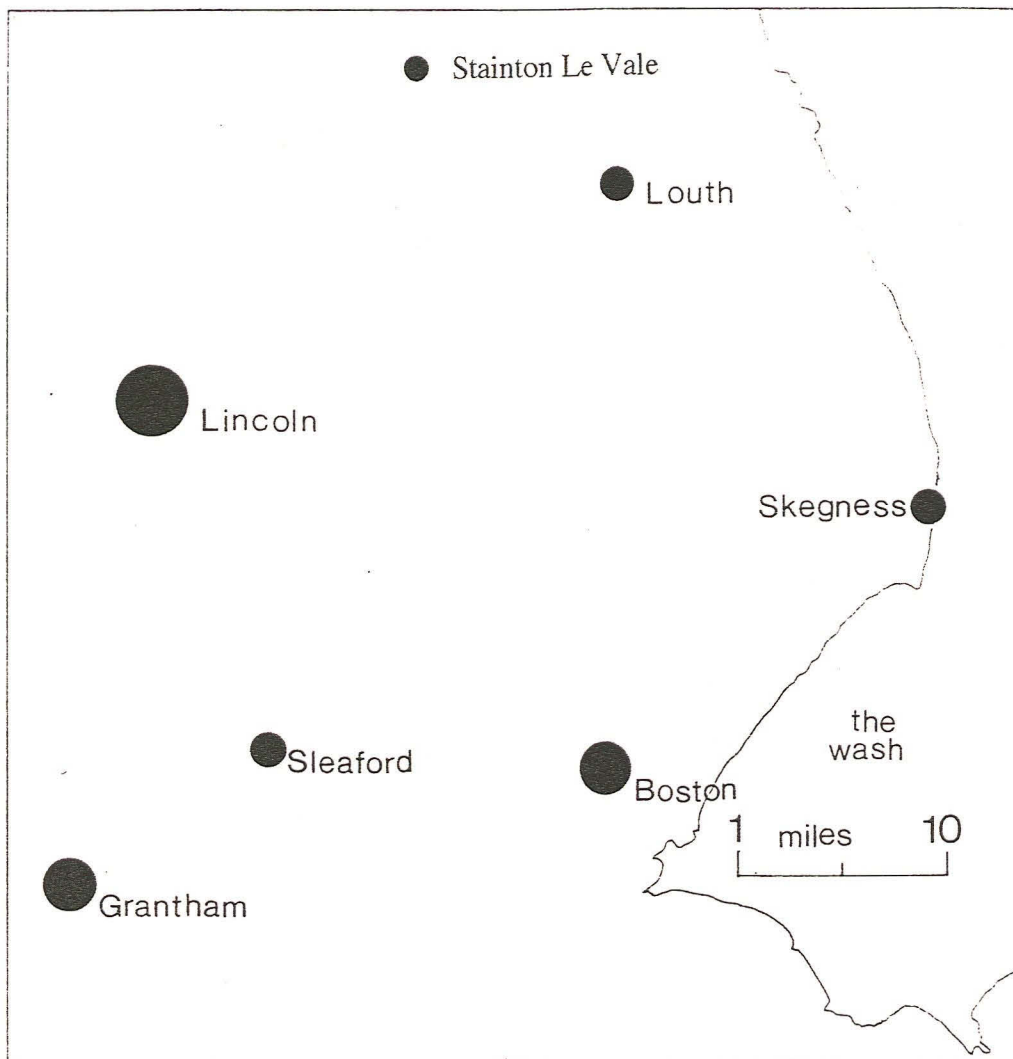 Stainton Le Vale
Louth
Lincoln
Skegness
the
wash
Sleaford
Boston
1 miles 10
Grantham